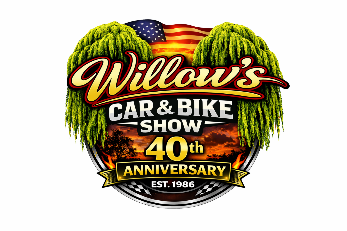 Willow's
CAR & BIKE
SHOW
40th
ANNIVERSARY
EST. 1986